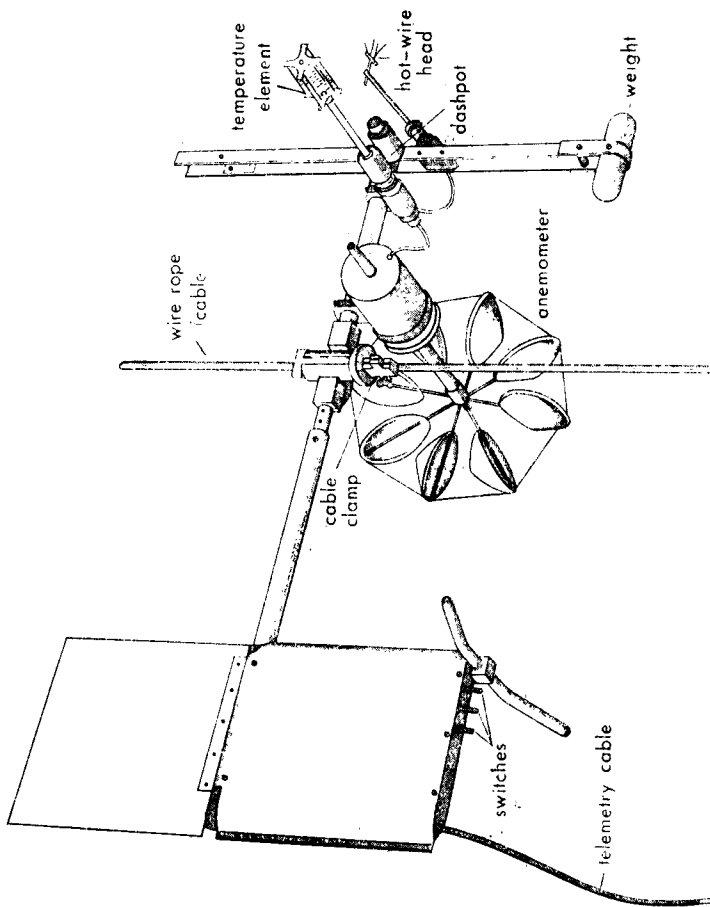 temperature
element
hot-wire
head
dashpot
weight
wire rope
cable
anemometer
cable
clamp
switches
telemetry cable